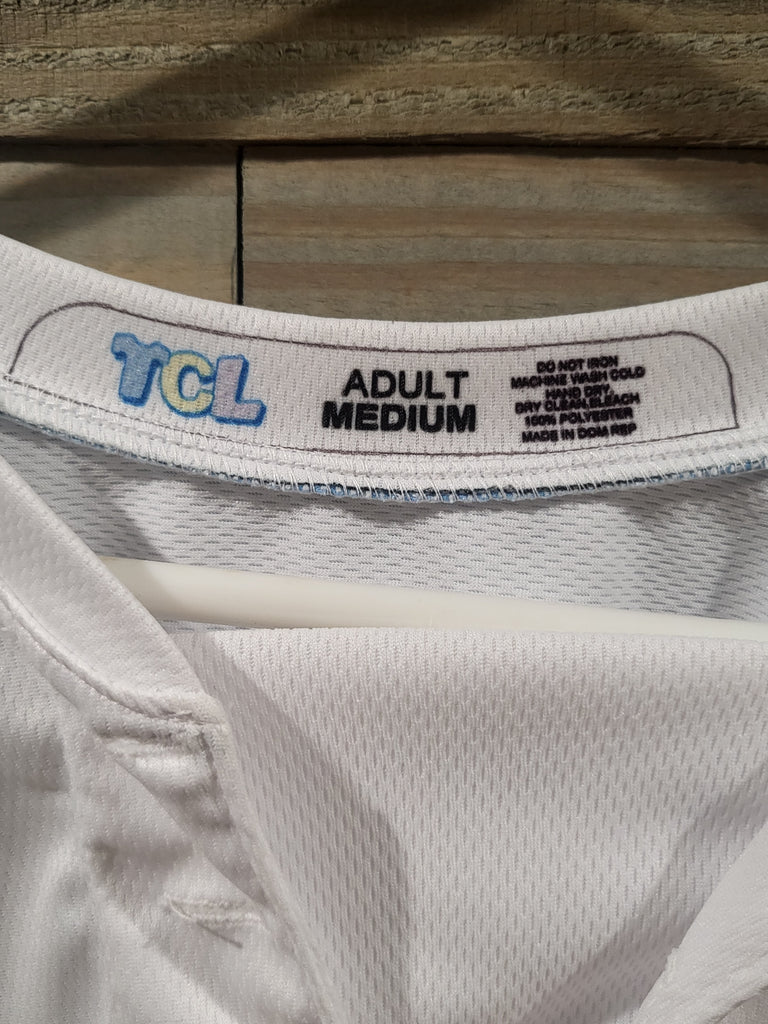 TCL
ADULT
MEDIUM
DO NOT IRON
MACHINE WASH COLD
HAND DRY
DRY CLEAN, BLEACH
100% POLYESTER
MADE IN DOM REP